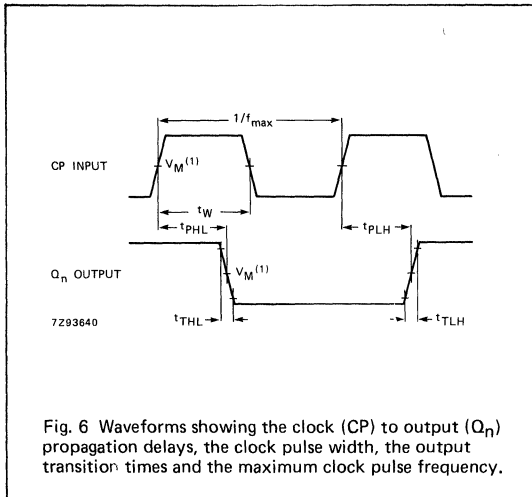 1/fmax
CP INPUT
VM(1)
tW
tPHL
tPLH
Qn OUTPUT
VM(1)
7Z93640
tTHL
tTLH
Fig. 6 Waveforms showing the clock (CP) to output (Qn)
propagation delays, the clock pulse width, the output
transition times and the maximum clock pulse frequency.